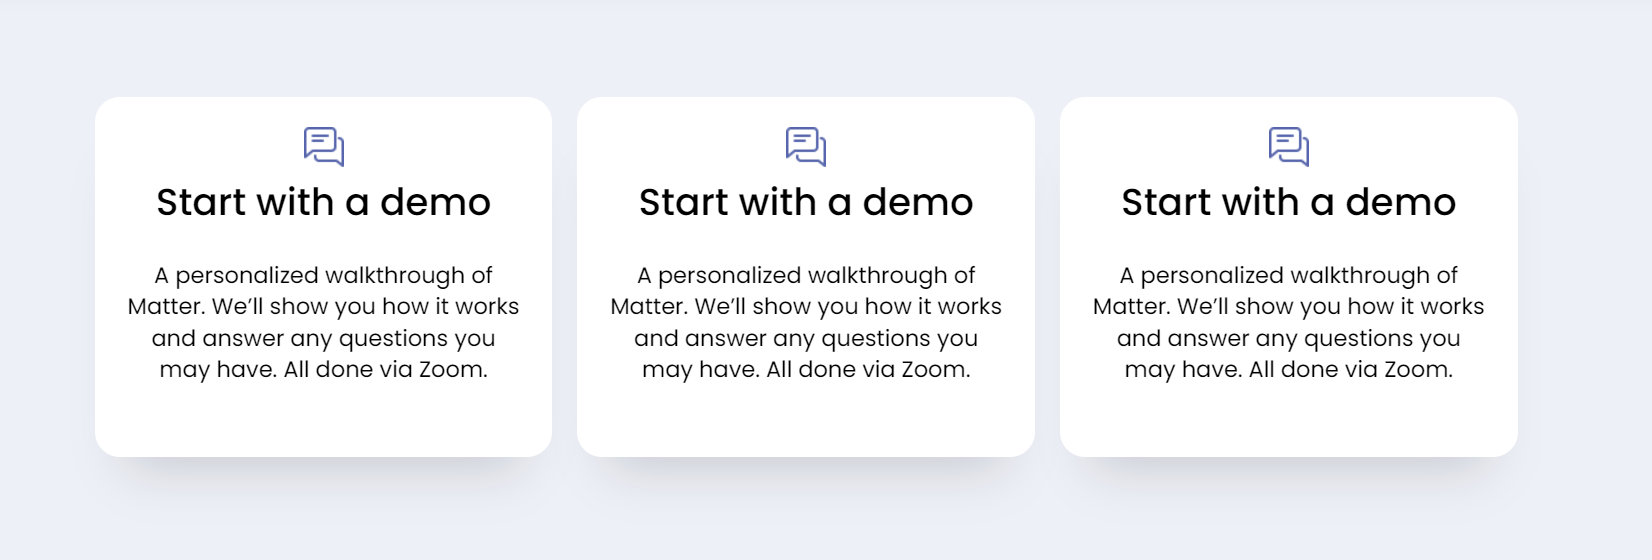 Start with a demo
A personalized walkthrough of
Matter. We’ll show you how it works
and answer any questions you
may have. All done via Zoom.
Start with a demo
A personalized walkthrough of
Matter. We’ll show you how it works
and answer any questions you
may have. All done via Zoom.
Start with a demo
A personalized walkthrough of
Matter. We’ll show you how it works
and answer any questions you
may have. All done via Zoom.